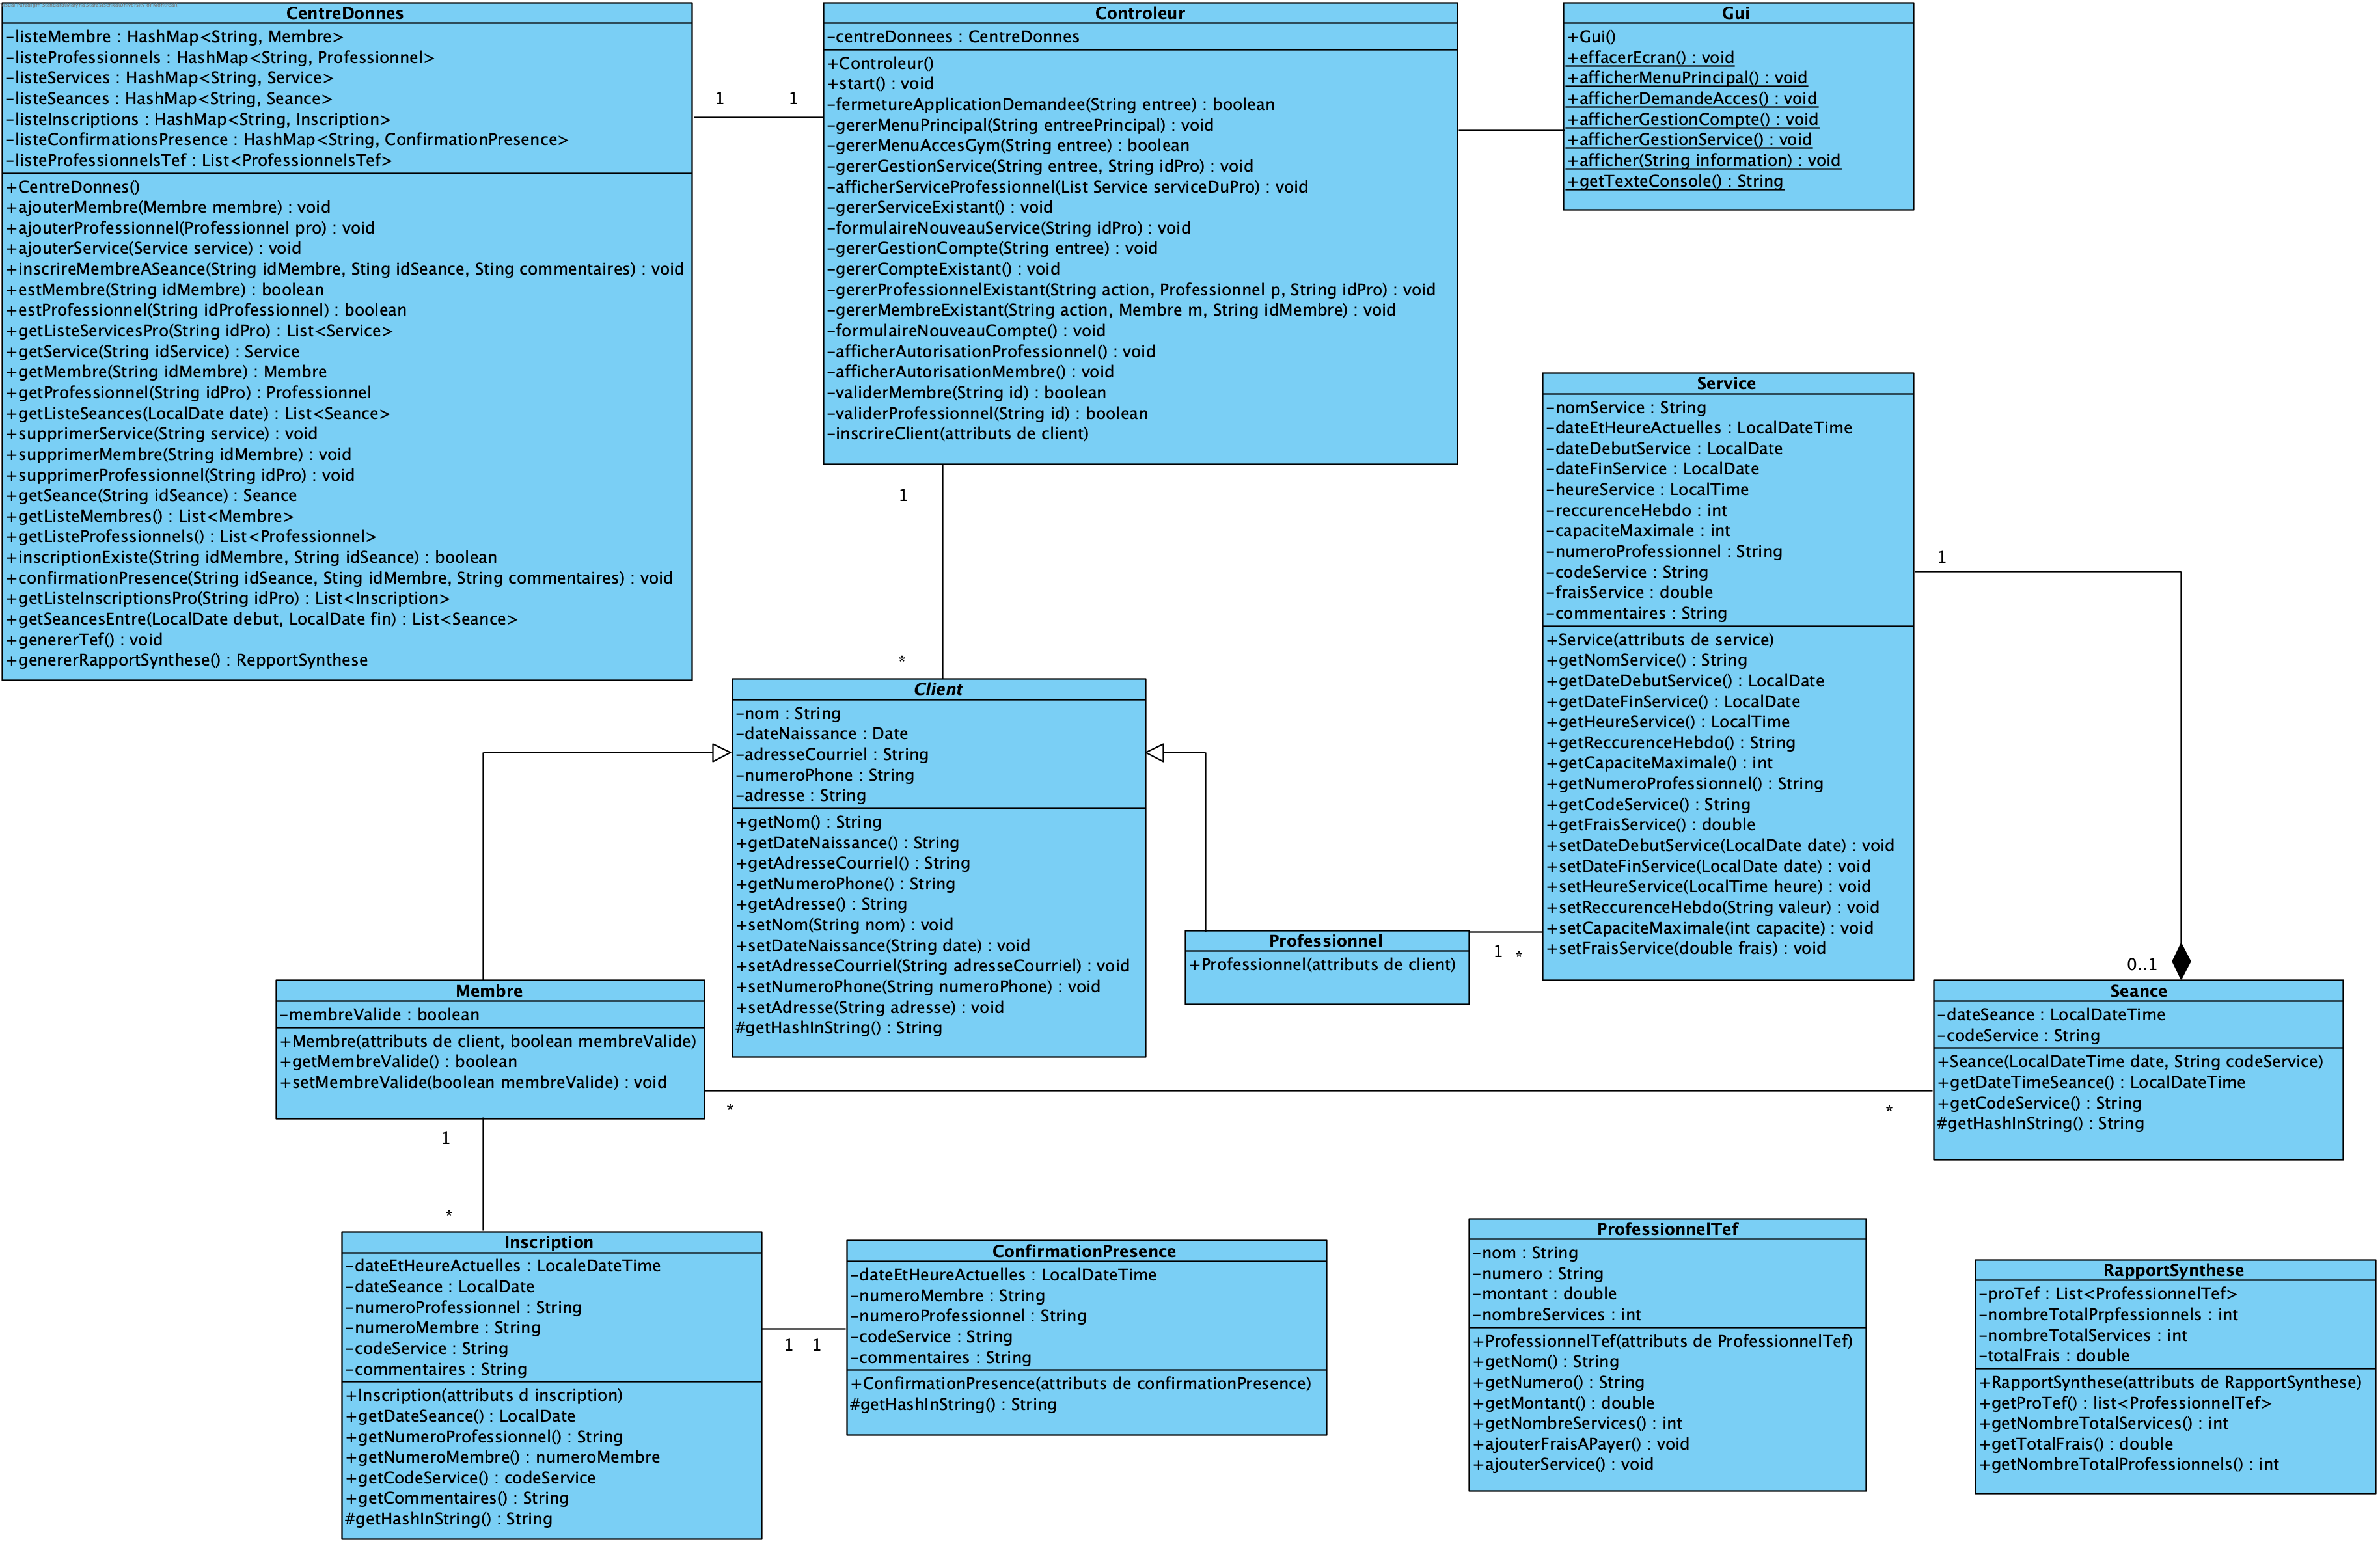 CentreDonnes
-listeMembre : HashMap<String, Membre>
-listeProfessionnels : HashMap<String, Professionnel>
-listeServices : HashMap<String, Service>
-listeSeances : HashMap<String, Seance>
-listeInscriptions : HashMap<String, Inscription>
-listeConfirmationsPresence : HashMap<String, ConfirmationPresence>
-listeProfessionnelsTef : List<ProfessionnelsTef>
+CentreDonnes()
+ajouterMembre(Membre membre) : void
+ajouterProfessionnel(Professionnel pro) : void
+ajouterService(Service service) : void
+inscrireMembreASeance(String idMembre, Sting idSeance, Sting commentaires) : void
+estMembre(String idMembre) : boolean
+estProfessionnel(String idProfessionnel) : boolean
+getListeServicesPro(String idPro) : List<Service>
+getService(String idService) : Service
+getMembre(String idMembre) : Membre
+getProfessionnel(String idPro) : Professionnel
+getListeSeances(LocalDate date) : List<Seance>
+supprimerService(String service) : void
+supprimerMembre(String idMembre) : void
+supprimerProfessionnel(String idPro) : void
+getSeance(String idSeance) : Seance
+getListeMembres() : List<Membre>
+getListeProfessionnels() : List<Professionnel>
+inscriptionExiste(String idMembre, String idSeance) : boolean
+confirmationPresence(String idSeance, Sting idMembre, String commentaires) : void
+getListeInscriptionsPro(String idPro) : List<Inscription>
+getSeancesEntre(LocalDate debut, LocalDate fin) : List<Seance>
+genererTef() : void
+genererRapportSynthese() : RepportSynthese
1
1
Controleur
-centreDonnees : CentreDonnes
+Controleur()
+start() : void
-fermetureApplicationDemandee(String entree) : boolean
-gererMenuPrincipal(String entreePrincipal) : void
-gererMenuAccesGym(String entree) : boolean
-gererGestionService(String entree, String idPro) : void
-afficherServiceProfessionnel(List Service serviceDuPro) : void
-gererServiceExistant() : void
-formulaireNouveauService(String idPro) : void
-gererGestionCompte(String entree) : void
-gererCompteExistant() : void
-gererProfessionnelExistant(String action, Professionnel p, String idPro) : void
-gererMembreExistant(String action, Membre m, String idMembre) : void
-formulaireNouveauCompte() : void
-afficherAutorisationProfessionnel() : void
-afficherAutorisationMembre() : void
-validerMembre(String id) : boolean
-validerProfessionnel(String id) : boolean
-inscrireClient(attributs de client)
1
*
Gui
+Gui()
+effacerEcran() : void
+afficherMenuPrincipal() : void
+afficherDemandeAcces() : void
+afficherGestionCompte() : void
+afficherGestionService() : void
+afficher(String information) : void
+getTexteConsole() : String
Service
-nomService : String
-dateEtHeureActuelles : LocalDateTime
-dateDebutService : LocalDate
-dateFinService : LocalDate
-heureService : LocalTime
-reccurenceHebdo : int
-capaciteMaximale : int
-numeroProfessionnel : String
-codeService : String
-fraisService : double
-commentaires : String
+Service(attributs de service)
+getNomService() : String
+getDateDebutService() : LocalDate
+getDateFinService() : LocalDate
+getHeureService() : LocalTime
+getReccurenceHebdo() : String
+getCapaciteMaximale() : int
+getNumeroProfessionnel() : String
+getCodeService() : String
+getFraisService() : double
+setDateDebutService(LocalDate date) : void
+setDateFinService(LocalDate date) : void
+setHeureService(LocalTime heure) : void
+setReccurenceHebdo(String valeur) : void
+setCapaciteMaximale(int capacite) : void
+setFraisService(double frais) : void
1
0..1
Client
-nom : String
-dateNaissance : Date
-adresseCourriel : String
-numeroPhone : String
-adresse : String
+getNom() : String
+getDateNaissance() : String
+getAdresseCourriel() : String
+getNumeroPhone() : String
+getAdresse() : String
+setNom(String nom) : void
+setDateNaissance(String date) : void
+setAdresseCourriel(String adresseCourriel) : void
+setNumeroPhone(String numeroPhone) : void
+setAdresse(String adresse) : void
#getHashInString() : String
Professionnel
+Professionnel(attributs de client)
1
*
Membre
-membreValide : boolean
+Membre(attributs de client, boolean membreValide)
+getMembreValide() : boolean
+setMembreValide(boolean membreValide) : void
*
*
1
*
Seance
-dateSeance : LocalDateTime
-codeService : String
+Seance(LocalDateTime date, String codeService)
+getDateTimeSeance() : LocalDateTime
+getCodeService() : String
#getHashInString() : String
Inscription
-dateEtHeureActuelles : LocaleDateTime
-dateSeance : LocalDate
-numeroProfessionnel : String
-numeroMembre : String
-codeService : String
-commentaires : String
+Inscription(attributs d inscription)
+getDateSeance() : LocalDate
+getNumeroProfessionnel() : String
+getNumeroMembre() : numeroMembre
+getCodeService() : codeService
+getCommentaires() : String
#getHashInString() : String
1
1
ConfirmationPresence
-dateEtHeureActuelles : LocalDateTime
-numeroMembre : String
-numeroProfessionnel : String
-codeService : String
-commentaires : String
+ConfirmationPresence(attributs de confirmationPresence)
#getHashInString() : String
ProfessionnelTef
-nom : String
-numero : String
-montant : double
-nombreServices : int
+ProfessionnelTef(attributs de ProfessionnelTef)
+getNom() : String
+getNumero() : String
+getMontant() : double
+getNombreServices() : int
+ajouterFraisAPayer() : void
+ajouterService() : void
RapportSynthese
-proTef : List<ProfessionnelTef>
-nombreTotalPrpfessionnels : int
-nombreTotalServices : int
-totalFrais : double
+RapportSynthese(attributs de RapportSynthese)
+getProTef() : list<ProfessionnelTef>
+getNombreTotalServices() : int
+getTotalFrais() : double
+getNombreTotalProfessionnels() : int